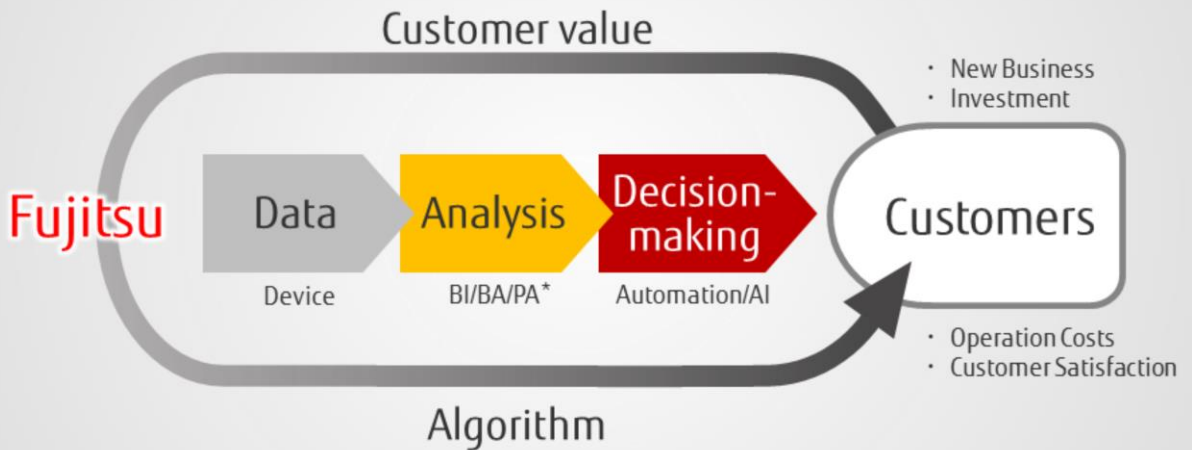 Customer value
・ New Business
・ Investment
Fujitsu
Data
Analysis
Decision-
making
Customers
Device
BI/BA/PA*
Automation/AI
・ Operation Costs
・ Customer Satisfaction
Algorithm